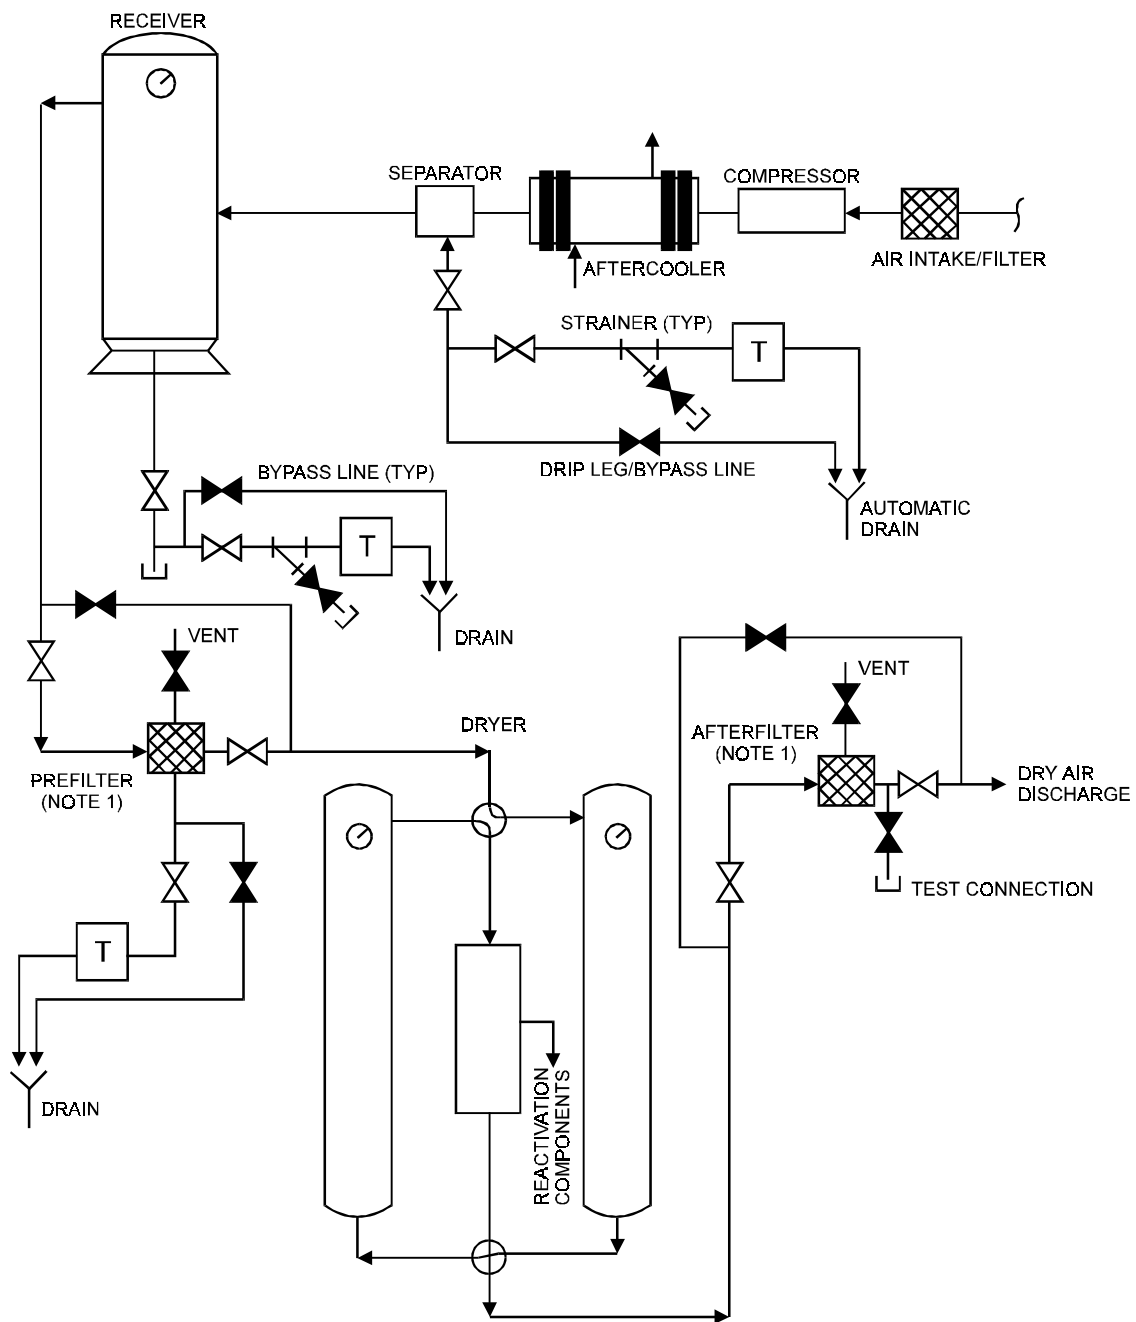 RECEIVER
SEPARATOR
COMPRESSOR
AFTERCOOLER
AIR INTAKE/FILTER
STRAINER (TYP)
T
DRIP LEG/BYPASS LINE
AUTOMATIC
DRAIN
BYPASS LINE (TYP)
T
DRAIN
VENT
PREFILTER
(NOTE 1)
DRYER
VENT
AFTERFILTER
(NOTE 1)
DRY AIR
DISCHARGE
TEST CONNECTION
T
DRAIN
REACTIVATION
COMPONENTS